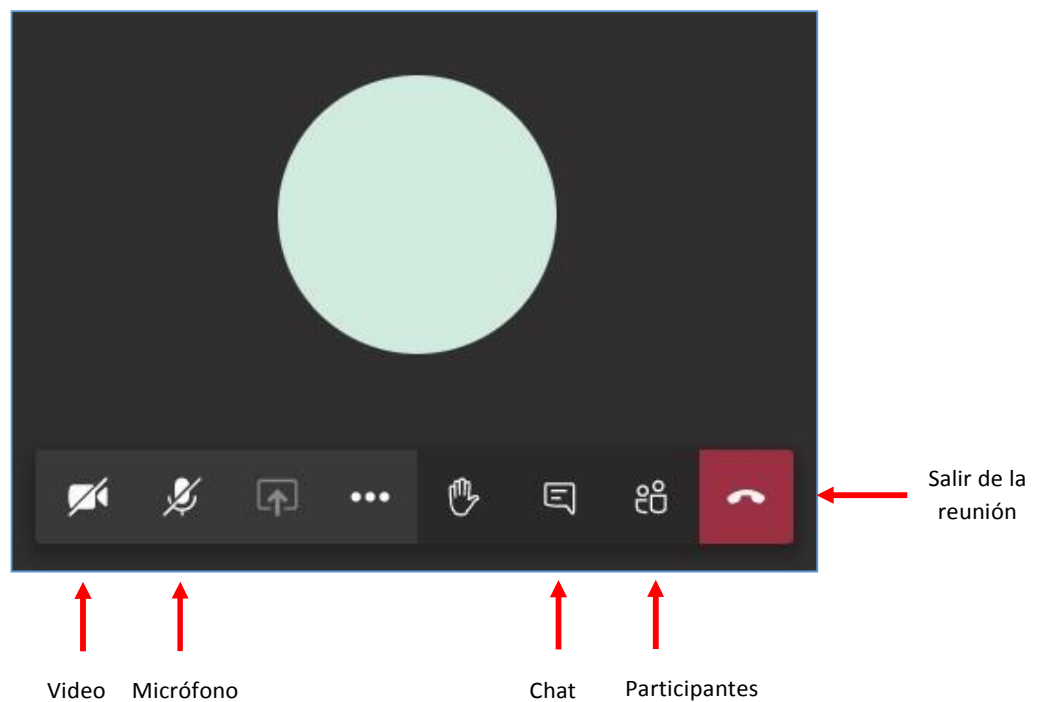 Salir de la
reunión
Video
Micrófono
Chat
Participantes